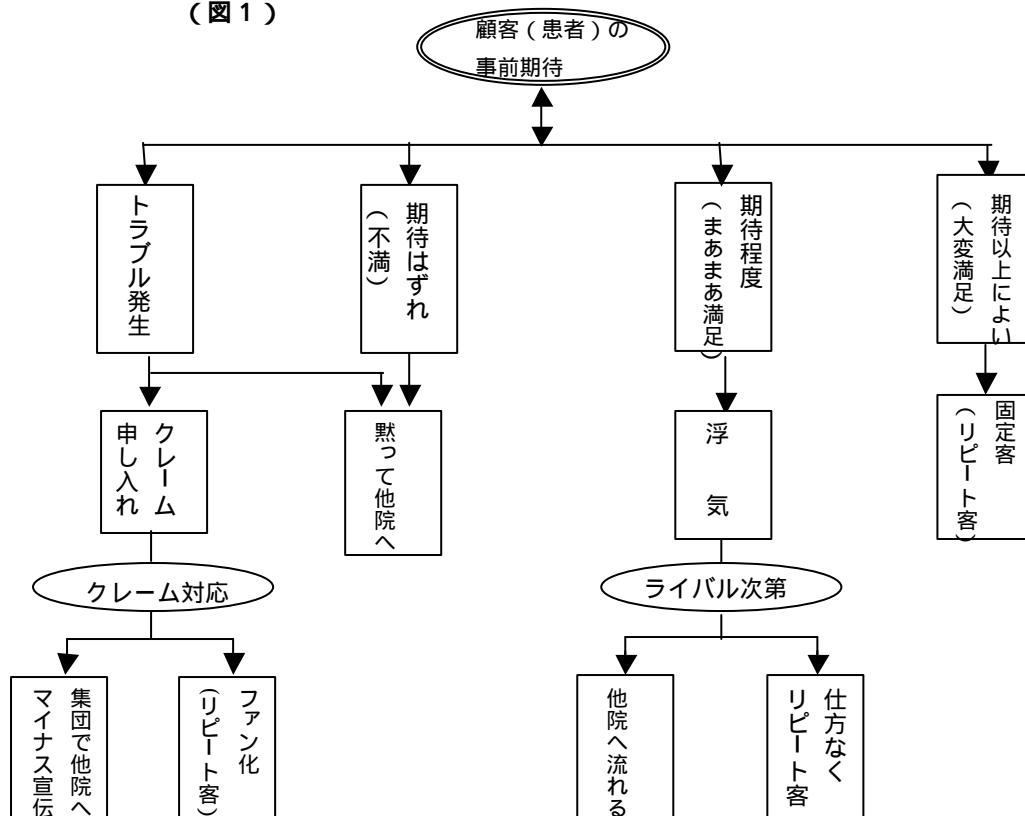 （図１）
顧客（患者）の
事前期待
トラブル発生
期待はずれ
（不満）
期待程度
（まあまあ満足）
期待以上によい
（大変満足）
クレーム
申し入れ
黙って他院へ
浮気
固定客
（リピート客）
クレーム対応
ライバル次第
集団で他院へ
マイナス宣伝
ファン化
（リピート客）
他院へ流れる
仕方なく
リピート客